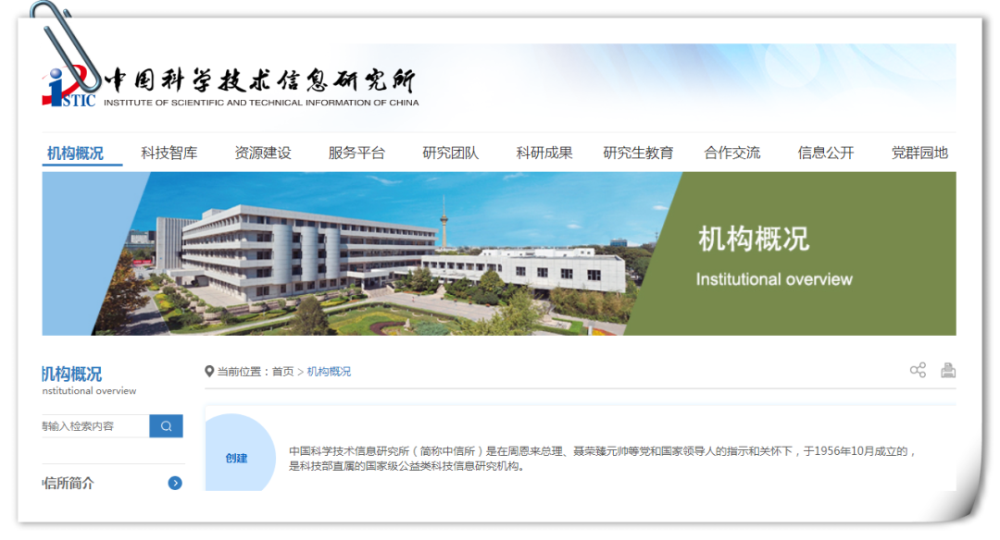 ISTIC
中国科学技术信息研究所
INSTITUTE OF SCIENTIFIC AND TECHNICAL INFORMATION OF CHINA
机构概况 科技智库 资源建设 服务平台 研究团队 科研成果 研究生教育 合作交流 信息公开 党群园地
机构概况
Institutional overview
机构概况
nstitutional overview
当前位置：首页 > 机构概况
请输入检索内容
创建
中国科学技术信息研究所（简称中信所）是在周恩来总理、聂荣臻元帅等党和国家领导人的指示和关怀下，于1956年10月成立的，
是科技部直属的国家级公益类科技信息研究机构。
中信所简介